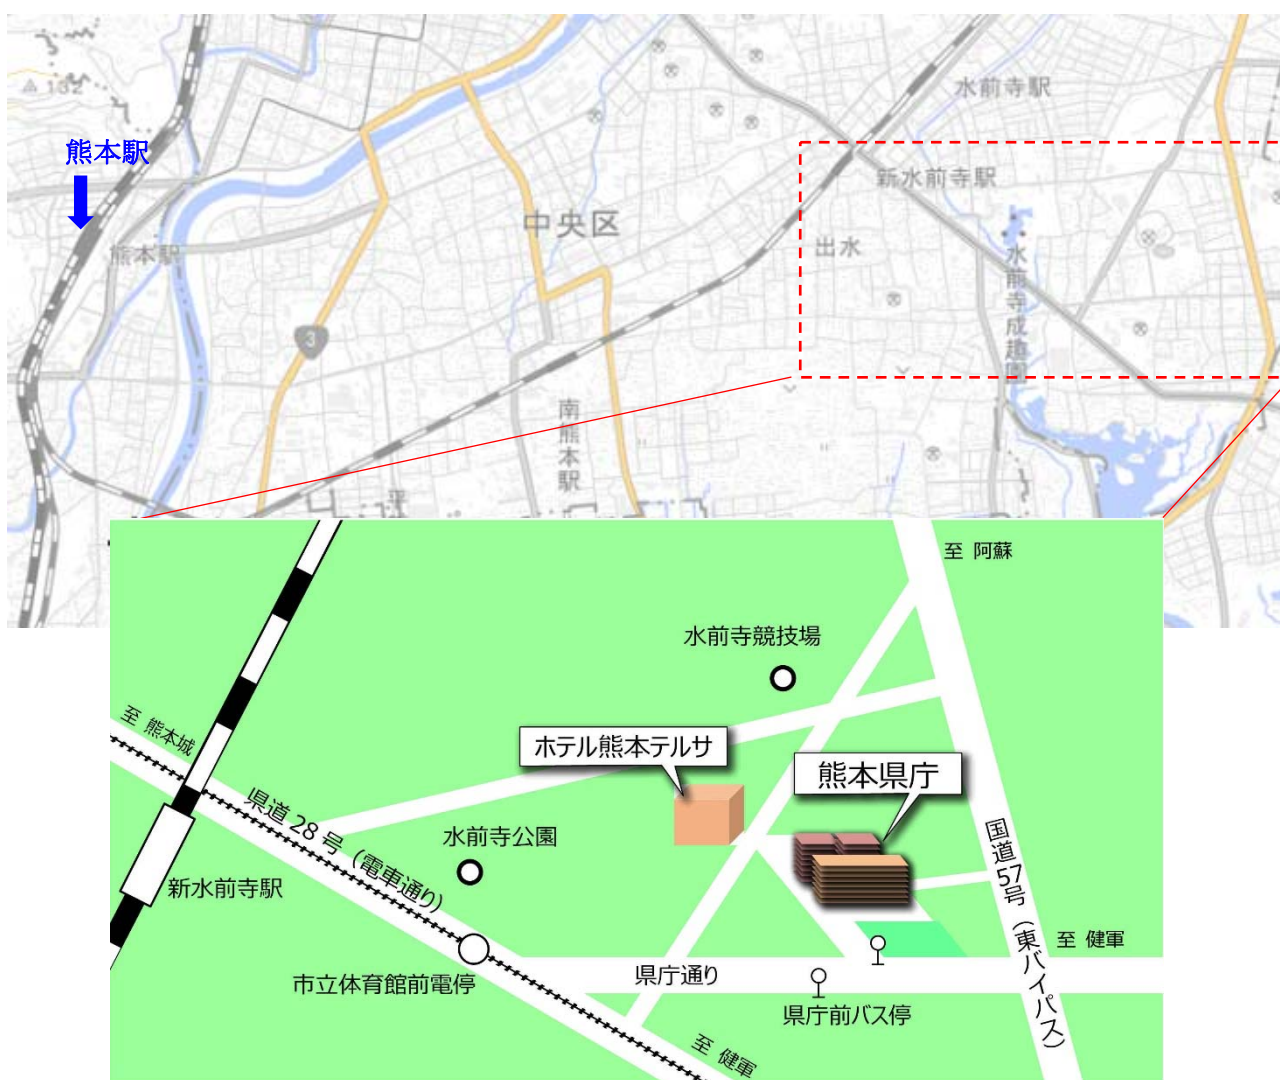 132
水前寺駅
熊本駅
新水前寺駅
中央区
出水
熊本駅
水前寺成趣園
3
南熊本駅
平
至 阿蘇
水前寺競技場
至 熊本城
ホテル熊本テルサ
熊本県庁
県道 28 号 (電車通り)
水前寺公園
国道57号(東バイパス)
新水前寺駅
至 健軍
県庁通り
市立体育館前電停
県庁前バス停
至 健軍